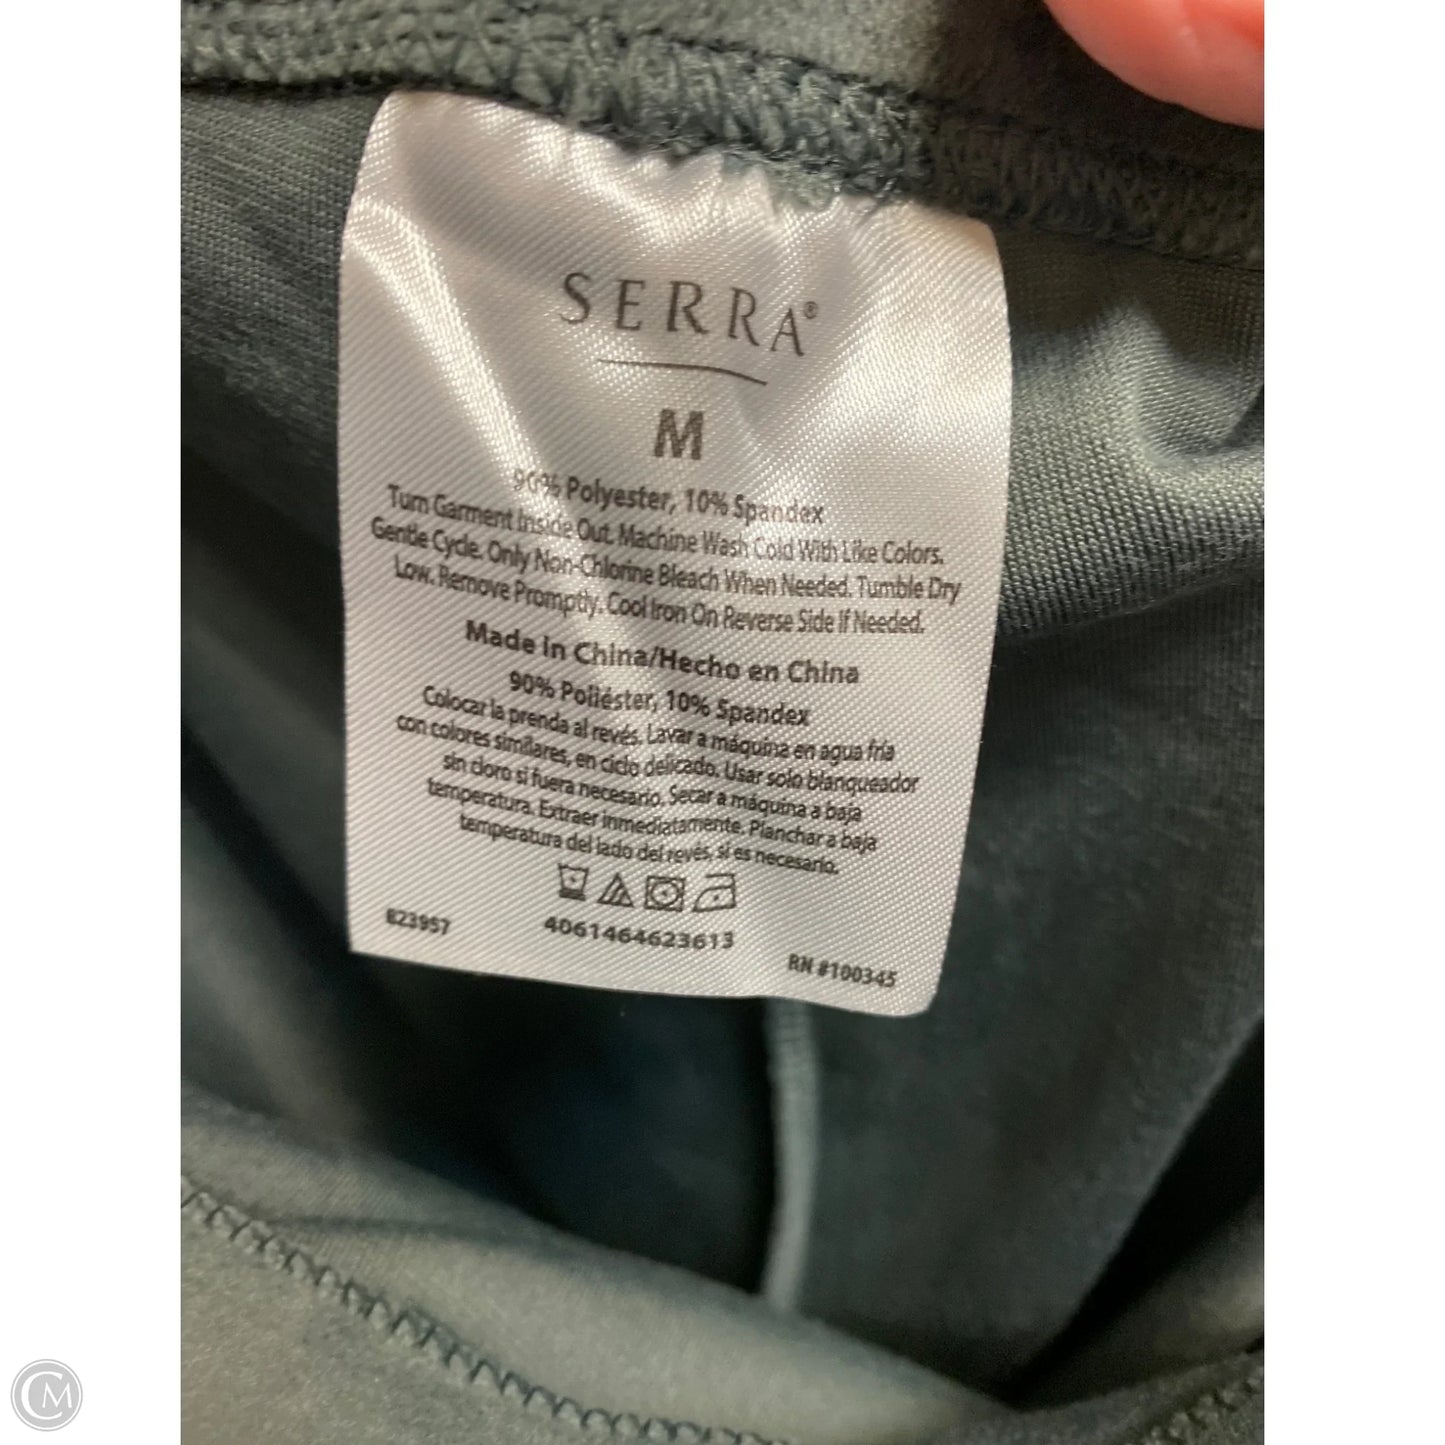 SERRA®
M
90% Polyester, 10% Spandex
Turn Garment Inside Out. Machine Wash Cold With Like Colors.
Gentle Cycle. Only Non-Chlorine Bleach When Needed. Tumble Dry
Low. Remove Promptly. Cool Iron On Reverse Side If Needed.
Made in China/Hecho en China
90% Poliéster, 10% Spandex
Colocar la prenda al revés. Lavar a máquina en agua fría
con colores similares, en ciclo delicado. Usar solo blanqueador
sin cloro si fuera necesario. Secar a máquina a baja
temperatura. Extraer inmediatamente. Planchar a baja
temperatura del lado del revés, si es necesario.
823957 4061464623613 RN #100345
CM